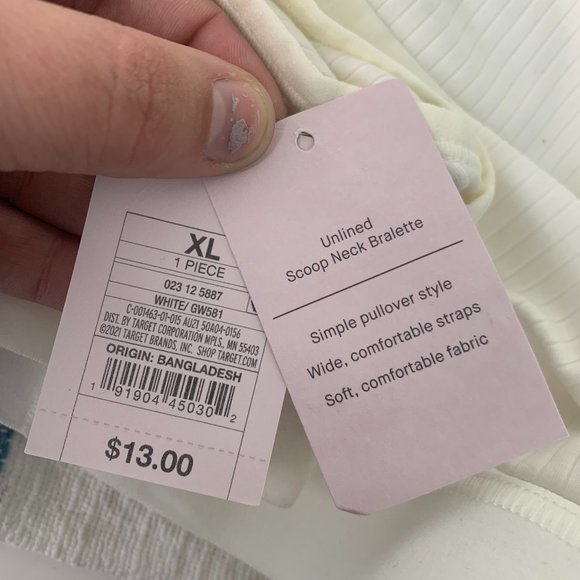 XL
1 PIECE
023 12 5887
WHITE/ GW581
C-001463-01-015 AU21 50A04-0156
DIST. BY TARGET CORPORATION MPLS, MN 55403
©2021 TARGET BRANDS, INC. SHOP TARGET.COM
ORIGIN: BANGLADESH
1 91904 45030 2
$13.00
Unlined
Scoop Neck Bralette
Simple pullover style
Wide, comfortable straps
Soft, comfortable fabric